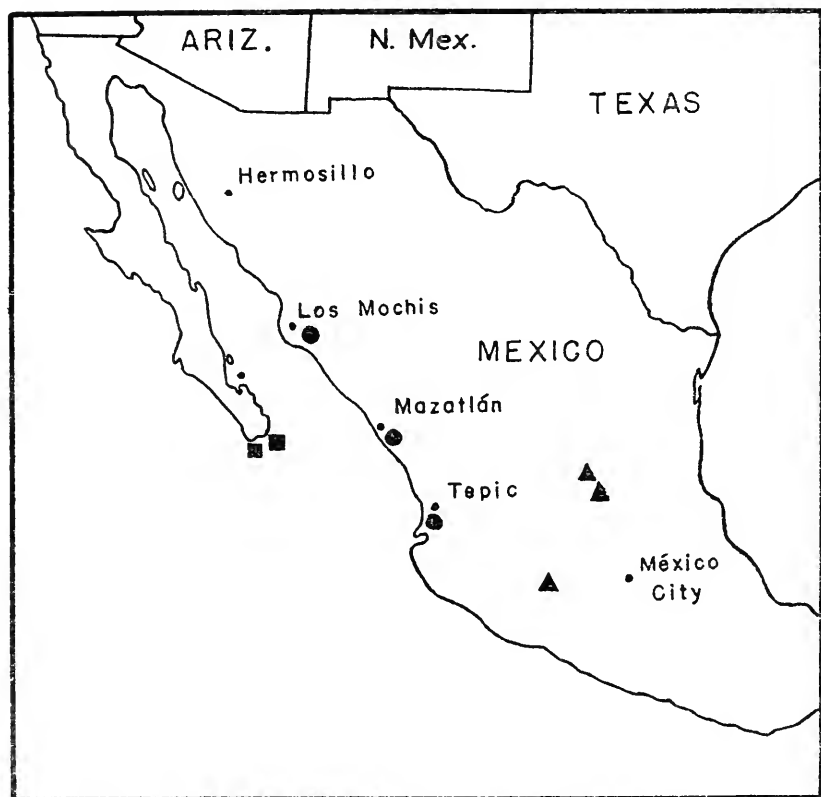 ARIZ.
N. Mex.
TEXAS
Hermosillo
Los Mochis
MEXICO
Mazatlán
Tepic
México
City